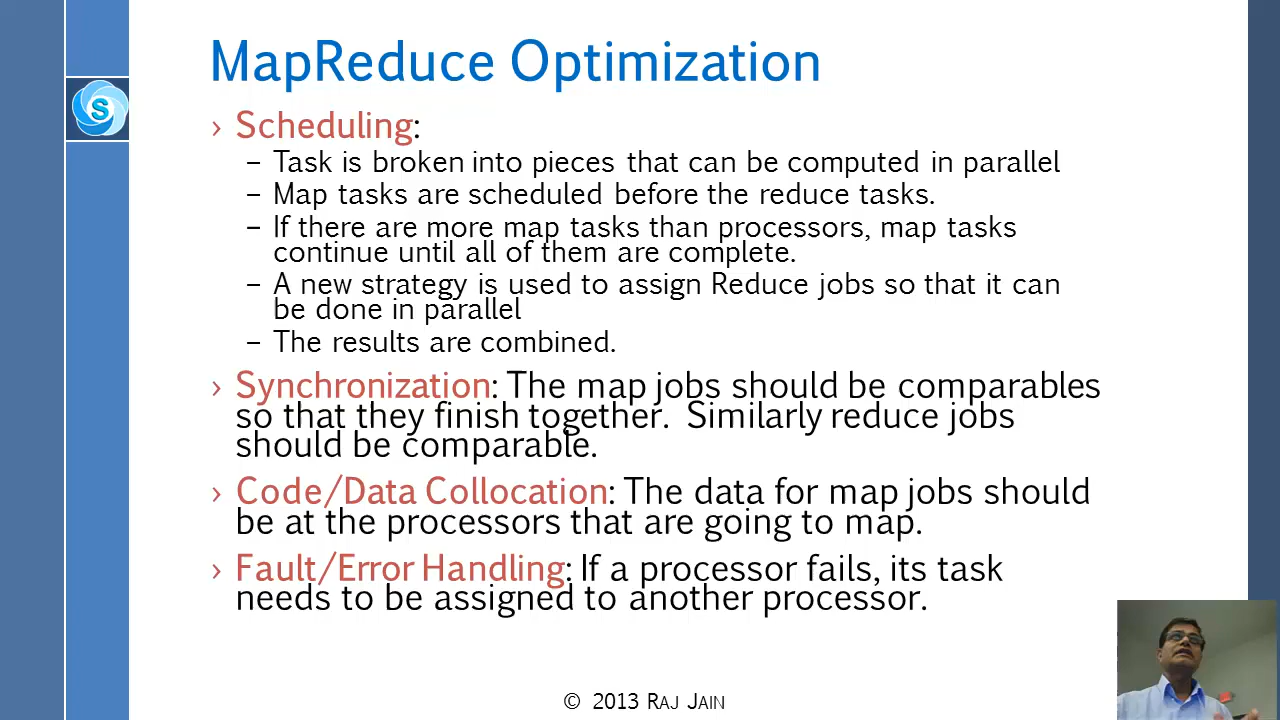 MapReduce Optimization
S
› Scheduling:
– Task is broken into pieces that can be computed in parallel
– Map tasks are scheduled before the reduce tasks.
– If there are more map tasks than processors, map tasks
continue until all of them are complete.
– A new strategy is used to assign Reduce jobs so that it can
be done in parallel
– The results are combined.
› Synchronization: The map jobs should be comparables
so that they finish together. Similarly reduce jobs
should be comparable.
› Code/Data Collocation: The data for map jobs should
be at the processors that are going to map.
› Fault/Error Handling: If a processor fails, its task
needs to be assigned to another processor.
© 2013 RAJ JAIN